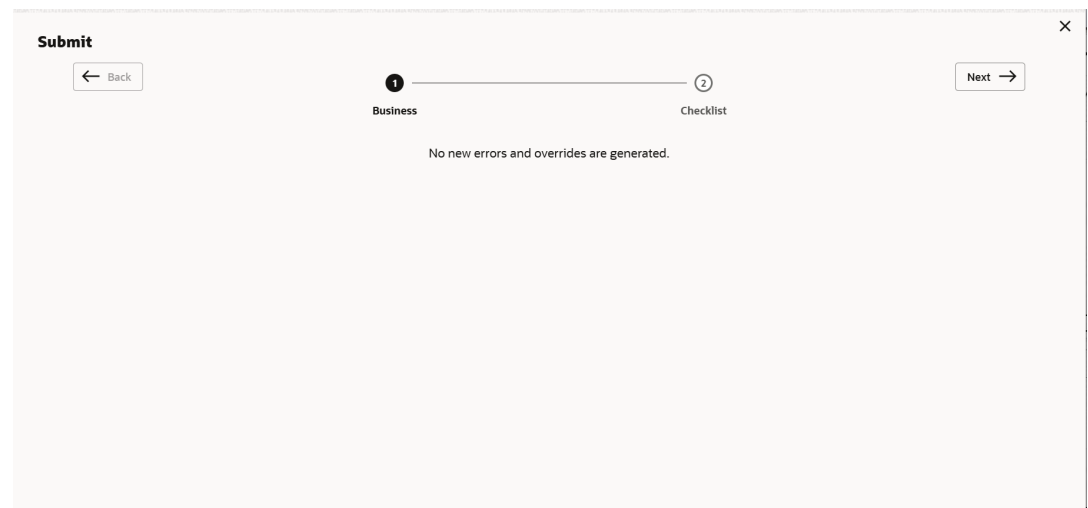 Submit
Back
Next
1
2
Business
Checklist
No new errors and overrides are generated.